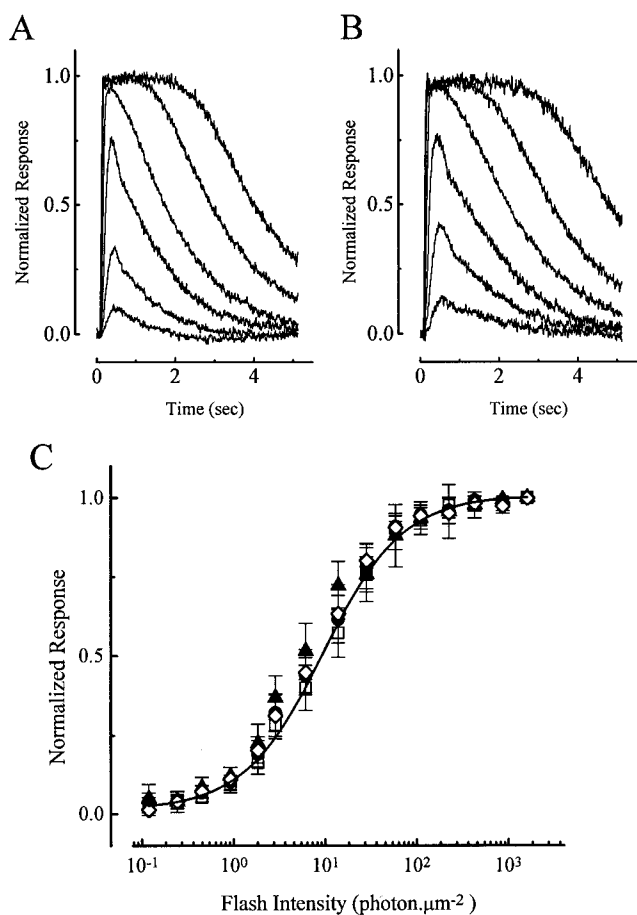 A
B
1.0
0.5
0.0
Normalized Response
0
2
4
Time (sec)
1.0
0.5
0.0
Normalized Response
0
2
4
Time (sec)
C
1.0
0.5
0.0
Normalized Response
10⁻¹
10⁰
10¹
10²
10³
Flash Intensity (photon.µm⁻²)